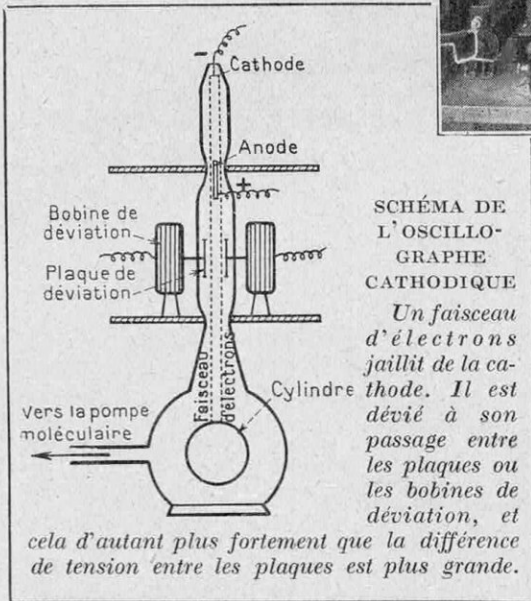 -
Cathode
Anode
+
Bobine de
déviation
Plaque de
déviation
Faisceau
d'électrons
Cylindre
Vers la pompe
moléculaire
SCHÉMA DE
L'OSCILLO-
GRAPHE
CATHODIQUE
Un faisceau
d'électrons
jaillit de la ca-
thode. Il est
dévié à son
passage entre
les plaques ou
les bobines de
déviation, et
cela d'autant plus fortement que la différence
de tension entre les plaques est plus grande.